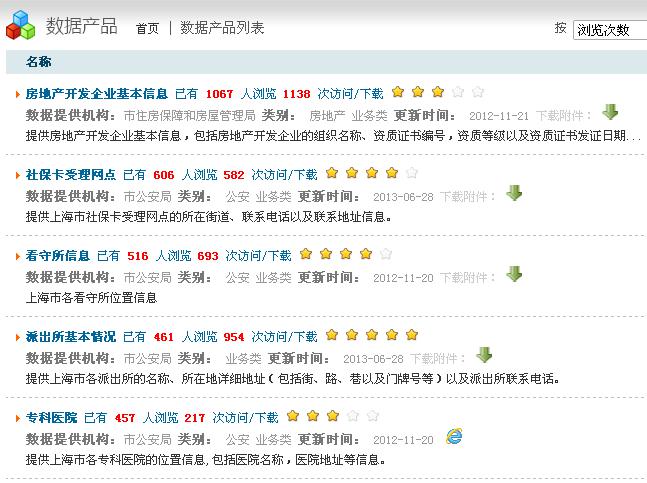 数据产品 首页 | 数据产品列表 按 浏览次数
名称
房地产开发企业基本信息 已有 1067 人浏览 1138 次访问/下载
数据提供机构: 市住房保障和房屋管理局 类别: 房地产 业务类 更新时间: 2012-11-21 下载附件:
提供房地产开发企业基本信息,包括房地产开发企业的组织名称、资质证书编号,资质等级以及资质证书发证日期...
社保卡受理网点 已有 606 人浏览 582 次访问/下载
数据提供机构: 市公安局 类别: 公安 业务类 更新时间: 2013-06-28 下载附件:
提供上海市社保卡受理网点的所在街道、联系电话以及联系地址信息。
看守所信息 已有 516 人浏览 693 次访问/下载
数据提供机构: 市公安局 类别: 公安 业务类 更新时间: 2012-11-20 下载附件:
上海市各看守所位置信息
派出所基本情况 已有 461 人浏览 954 次访问/下载
数据提供机构: 市公安局 类别: 业务类 更新时间: 2013-06-28 下载附件:
提供上海市各派出所的名称、所在地详细地址(包括街、路、巷以及门牌号等)以及派出所联系电话。
专科医院 已有 457 人浏览 217 次访问/下载
数据提供机构: 市公安局 类别: 公安 业务类 更新时间: 2012-11-20
提供上海市各专科医院的位置信息,包括医院名称,医院地址等信息。